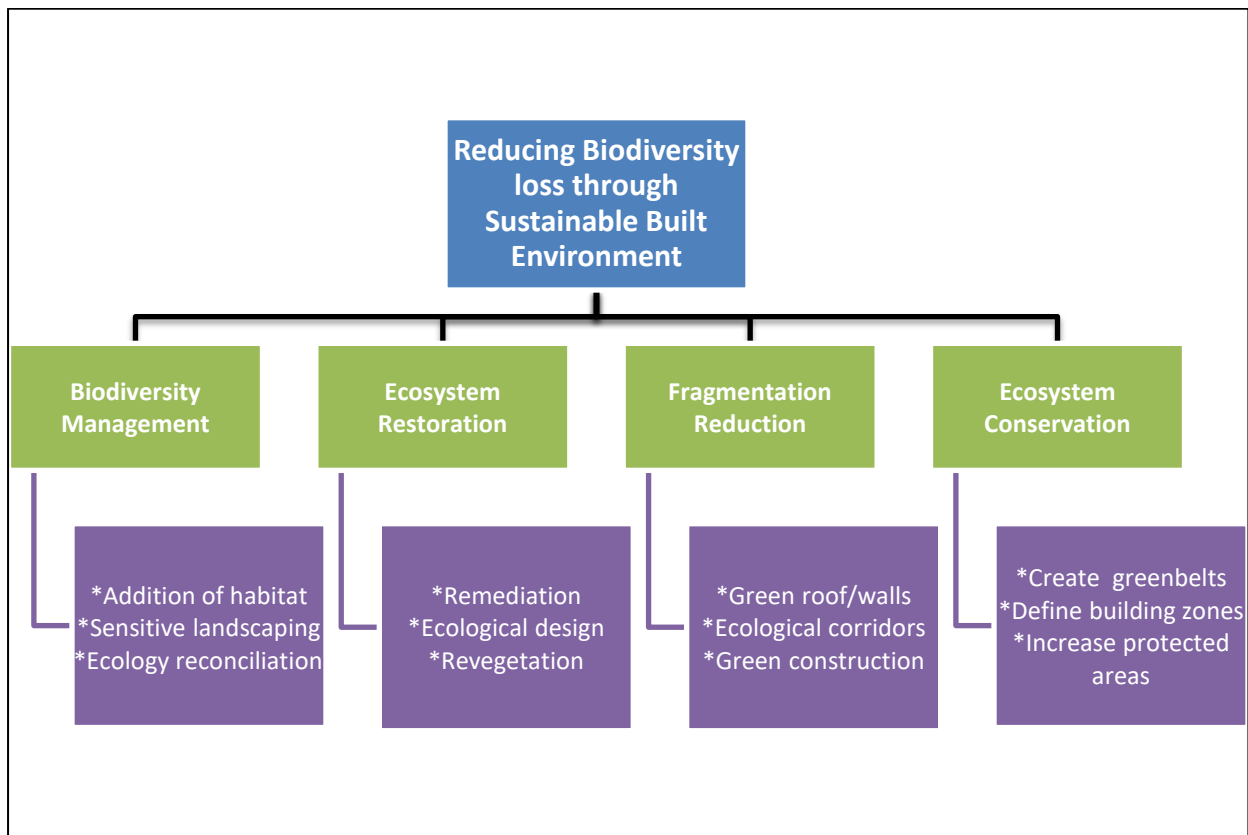 Reducing Biodiversity
loss through
Sustainable Built
Environment
Biodiversity
Management
Ecosystem
Restoration
Fragmentation
Reduction
Ecosystem
Conservation
*Addition of habitat
*Sensitive landscaping
*Ecology reconciliation
*Remediation
*Ecological design
*Revegetation
*Green roof/walls
*Ecological corridors
*Green construction
*Create greenbelts
*Define building zones
*Increase protected
areas